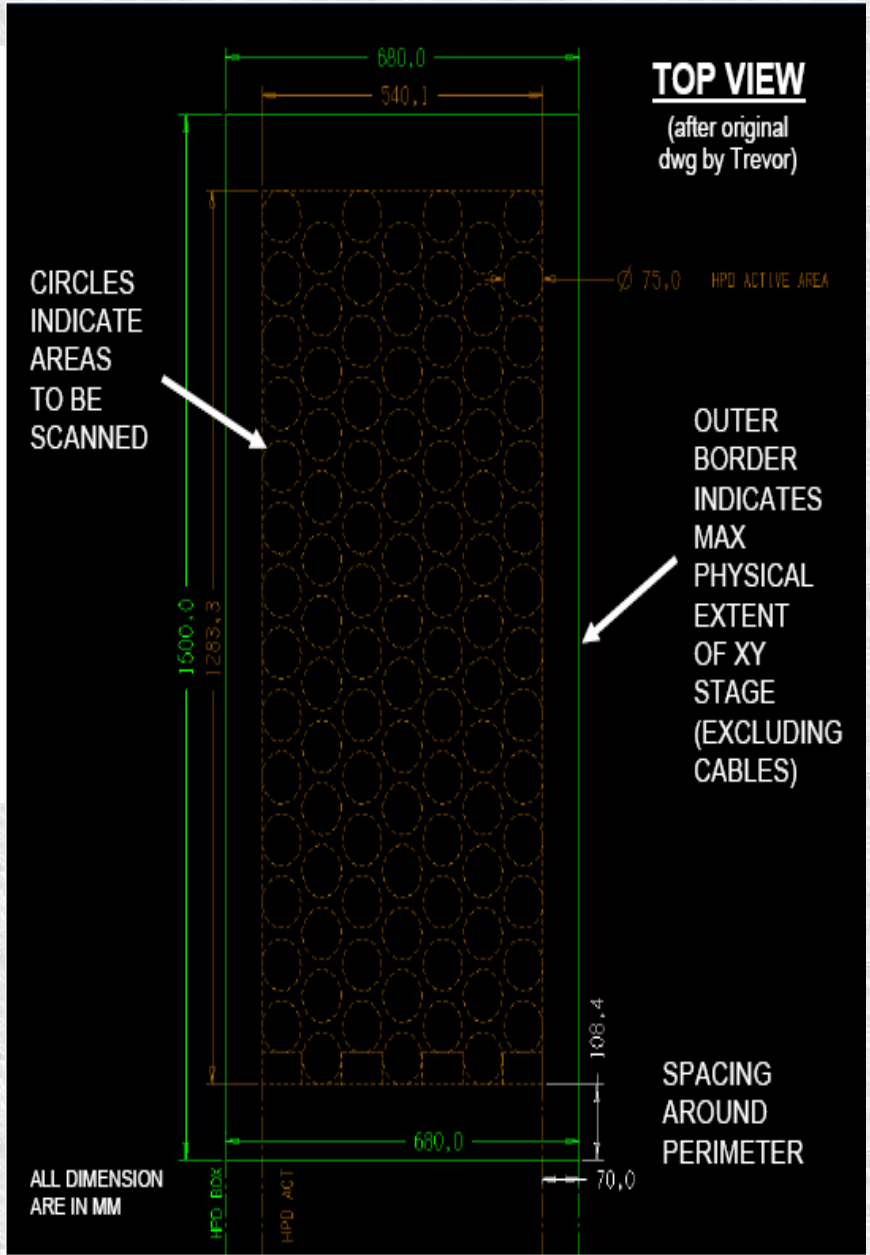 680,0
540,1
TOP VIEW
(after original
dwg by Trevor)
CIRCLES
INDICATE
AREAS
TO BE
SCANNED
Ø 75,0 HPD ACTIVE AREA
OUTER
BORDER
INDICATES
MAX
PHYSICAL
EXTENT
OF XY
STAGE
(EXCLUDING
CABLES)
1500,0
1283,3
108,4
SPACING
AROUND
PERIMETER
680,0
70,0
ALL DIMENSION
ARE IN MM
HPD BOX
HPD ACT